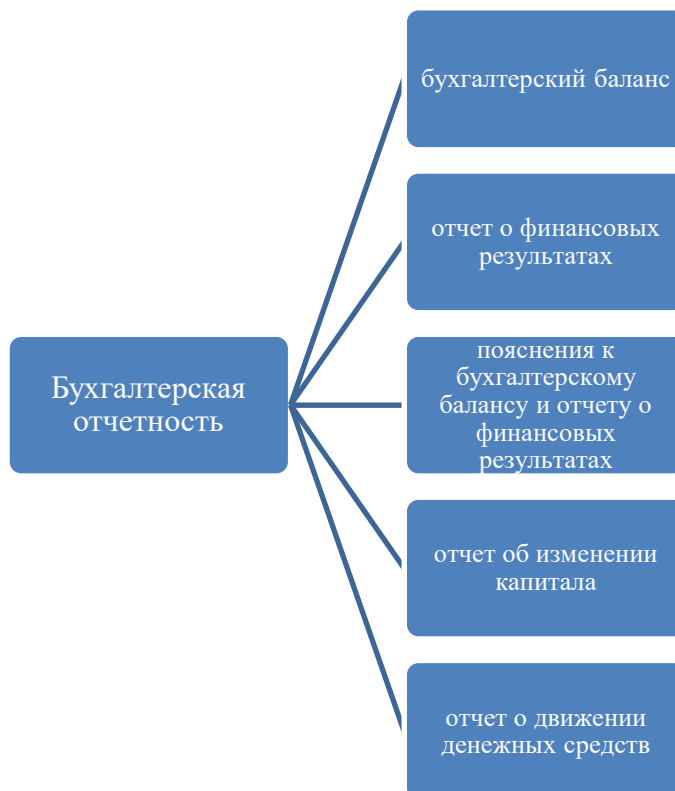 бухгалтерский баланс
отчет о финансовых
результатах
Бухгалтерская
отчетность
пояснения к
бухгалтерскому
балансу и отчету о
финансовых
результатах
отчет об изменении
капитала
отчет о движении
денежных средств